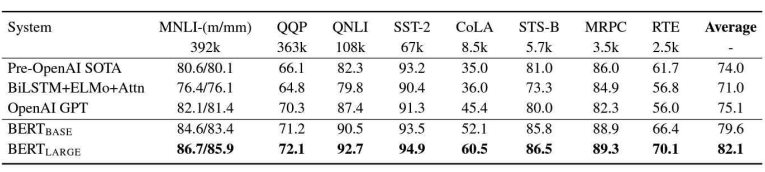 System MNLI-(m/mm) QQP QNLI SST-2 CoLA STS-B MRPC RTE Average
392k 363k 108k 67k 8.5k 5.7k 3.5k 2.5k -
Pre-OpenAI SOTA 80.6/80.1 66.1 82.3 93.2 35.0 81.0 86.0 61.7 74.0
BiLSTM+ELMo+Attn 76.4/76.1 64.8 79.8 90.4 36.0 73.3 84.9 56.8 71.0
OpenAI GPT 82.1/81.4 70.3 87.4 91.3 45.4 80.0 82.3 56.0 75.1
BERTBASE 84.6/83.4 71.2 90.5 93.5 52.1 85.8 88.9 66.4 79.6
BERTLARGE 86.7/85.9 72.1 92.7 94.9 60.5 86.5 89.3 70.1 82.1